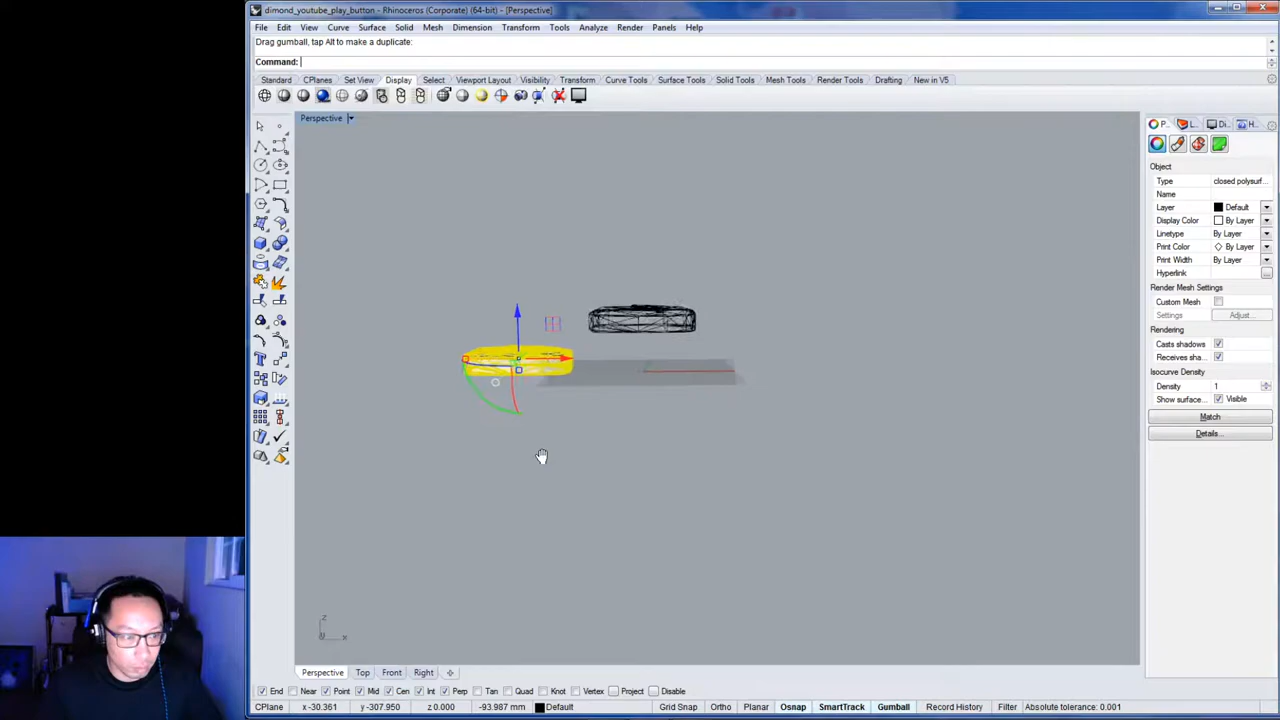 dimond_youtube_play_button - Rhinoceros (Corporate) (64-bit) - [Perspective]
File Edit View Curve Surface Solid Mesh Dimension Transform Tools Analyze Render Panels Help
Drag gumball, tap Alt to make a duplicate:
Command:
Standard CPlanes Set View Display Select Viewport Layout Visibility Transform Curve Tools Surface Tools Solid Tools Mesh Tools Render Tools Drafting New in V5
Perspective
P... L... Di... H...
Object
Type closed polysurf...
Name
Layer Default
Display Color By Layer
Linetype By Layer
Print Color By Layer
Print Width By Layer
Hyperlink
Render Mesh Settings
Custom Mesh
Settings Adjust...
Rendering
Casts shadows
Receives sha...
Isocurve Density
Density 1
Show surface... Visible
Match
Details...
z
x
Perspective Top Front Right
End Near Point Mid Cen Int Perp Tan Quad Knot Vertex Project Disable
CPlane x -30.361 y -307.950 z 0.000 -93.987 mm Default Grid Snap Ortho Planar Osnap SmartTrack Gumball Record History Filter Absolute tolerance: 0.001